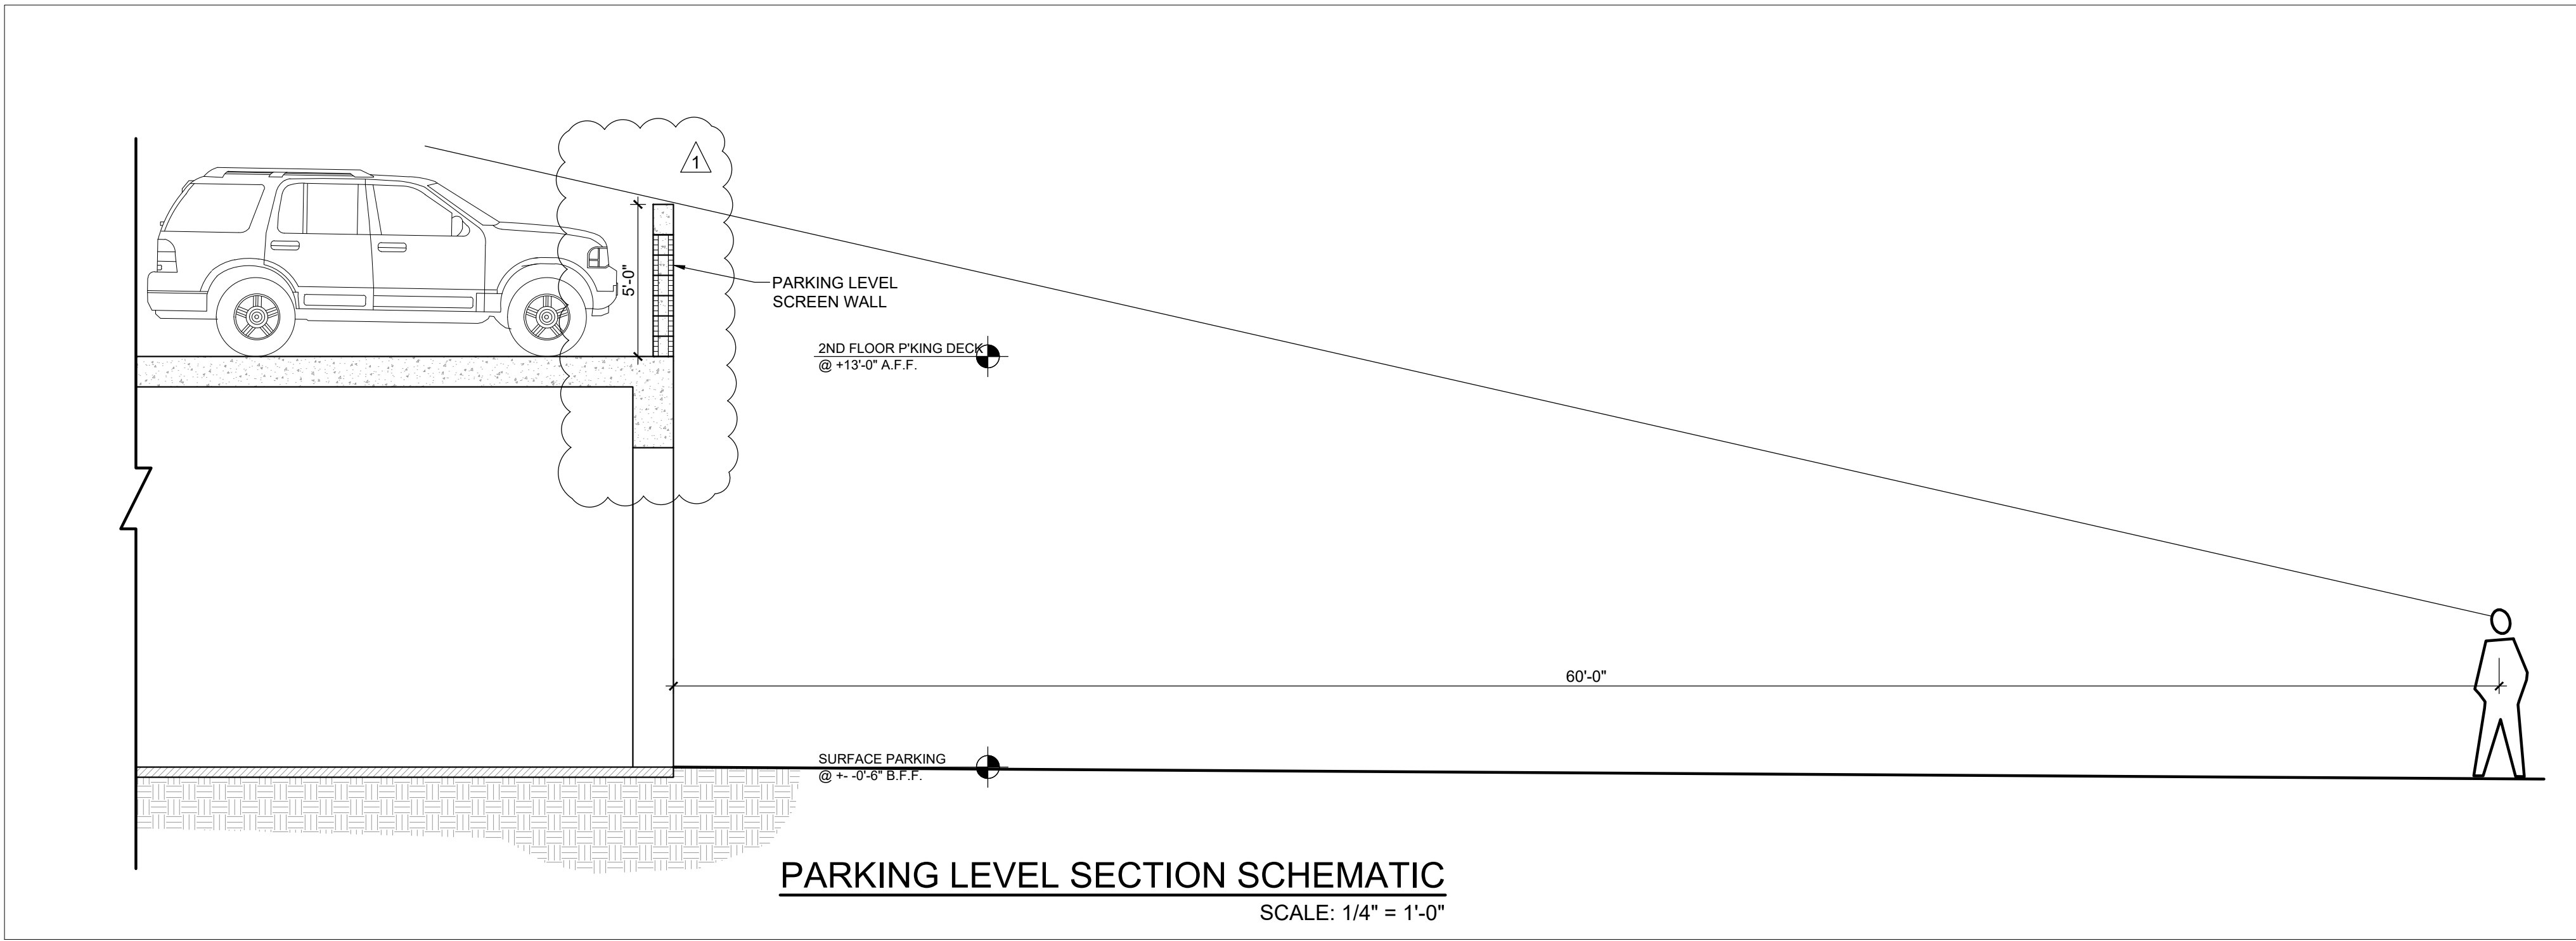 1
5'-0"
PARKING LEVEL
SCREEN WALL
2ND FLOOR P'KING DECK
@ +13'-0" A.F.F.
60'-0"
SURFACE PARKING
@ +- -0'-6" B.F.F.
PARKING LEVEL SECTION SCHEMATIC
SCALE: 1/4" = 1'-0"